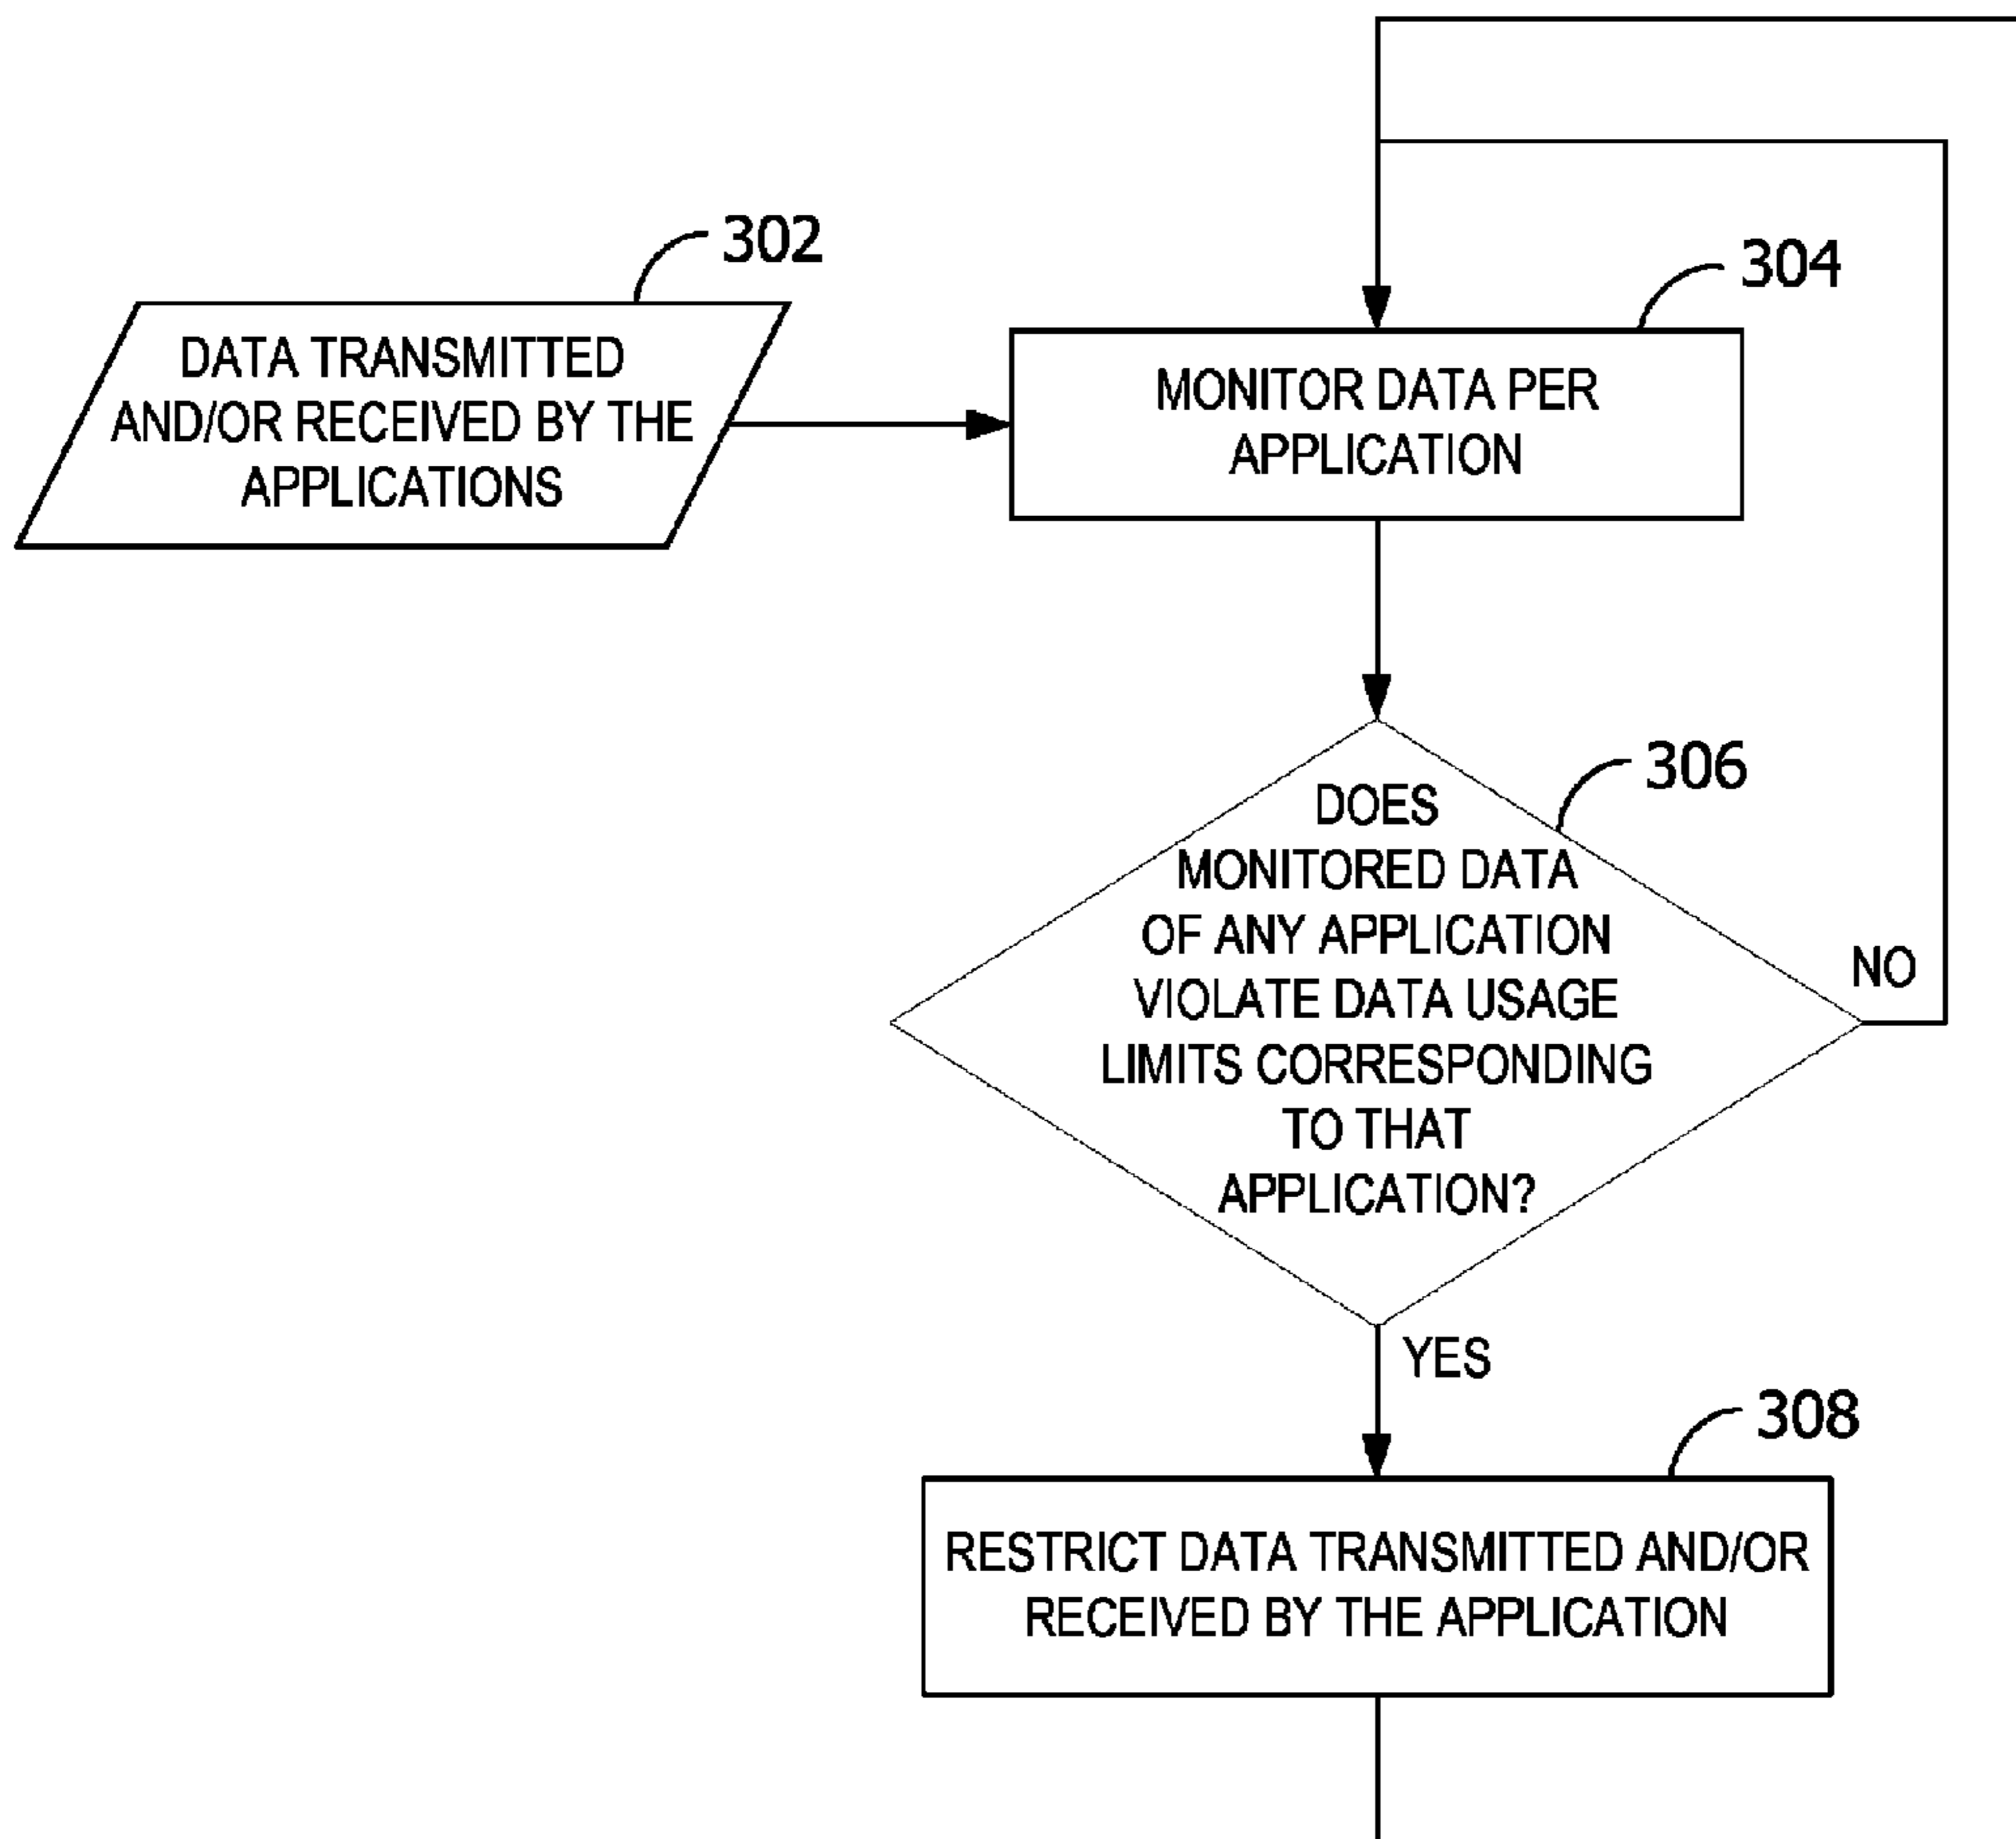 302
DATA TRANSMITTED
AND/OR RECEIVED BY THE
APPLICATIONS
304
MONITOR DATA PER
APPLICATION
306
DOES
MONITORED DATA
OF ANY APPLICATION
VIOLATE DATA USAGE
LIMITS CORRESPONDING
TO THAT
APPLICATION?
NO
YES
308
RESTRICT DATA TRANSMITTED AND/OR
RECEIVED BY THE APPLICATION